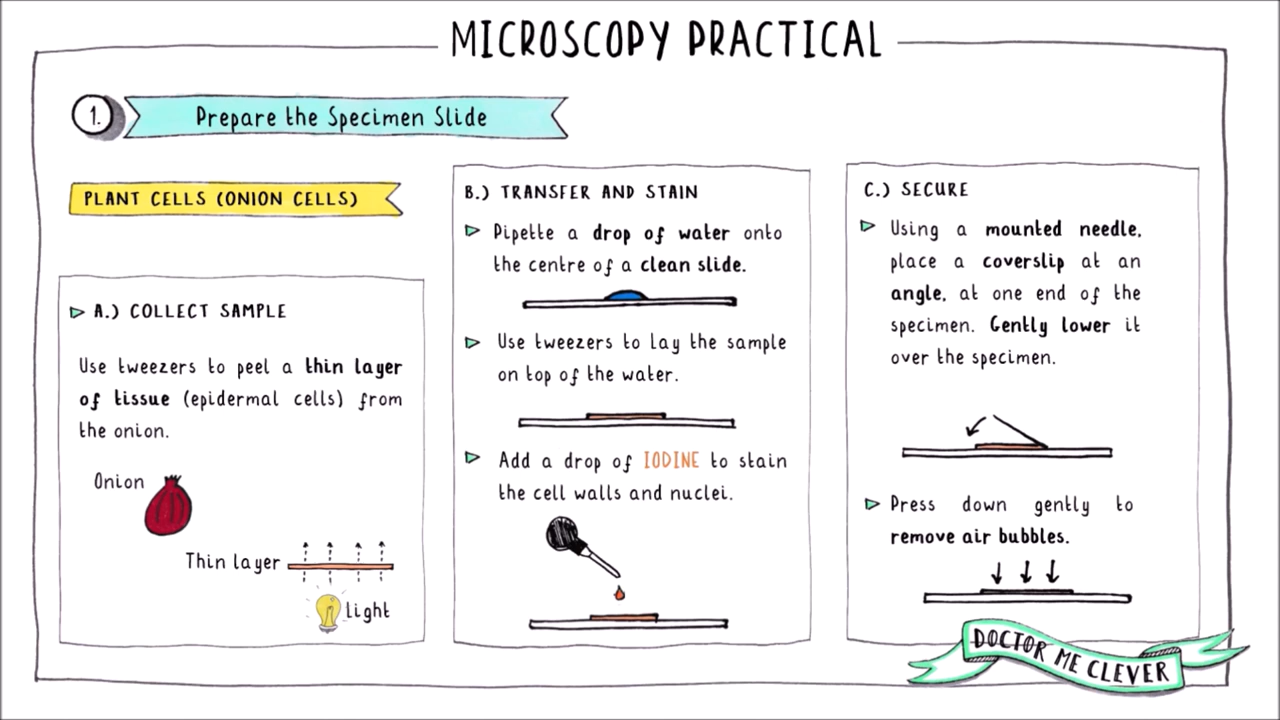 MICROSCOPY PRACTICAL
1.
Prepare the Specimen Slide
PLANT CELLS (ONION CELLS)
A.) COLLECT SAMPLE
Use tweezers to peel a thin layer
of tissue (epidermal cells) from
the onion.
Onion
Thin layer
light
B.) TRANSFER AND STAIN
Pipette a drop of water onto
the centre of a clean slide.
Use tweezers to lay the sample
on top of the water.
Add a drop of IODINE to stain
the cell walls and nuclei.
C.) SECURE
Using a mounted needle,
place a coverslip at an
angle, at one end of the
specimen. Gently lower it
over the specimen.
Press down gently to
remove air bubbles.
DOCTOR ME CLEVER